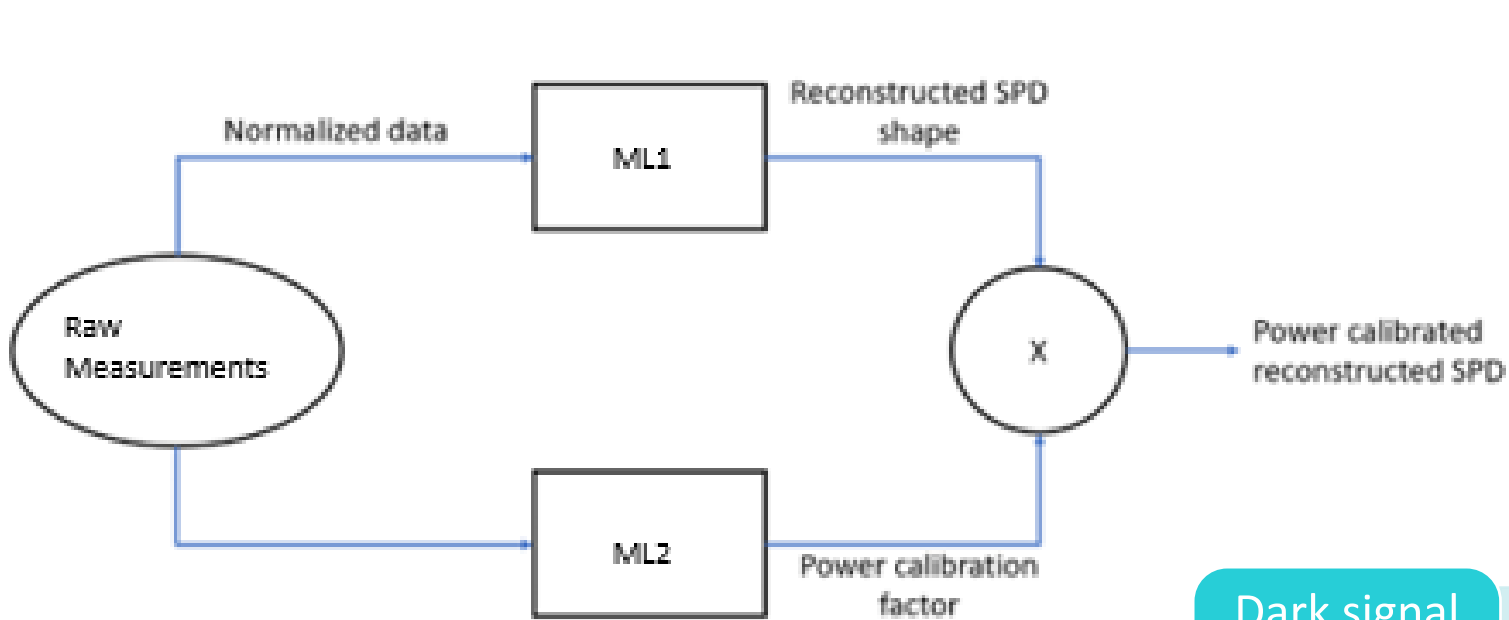 Reconstructed SPD
shape
Normalized data
ML1
Raw
Measurements
X
Power calibrated
reconstructed SPD
ML2
Power calibration
factor
Dark signal